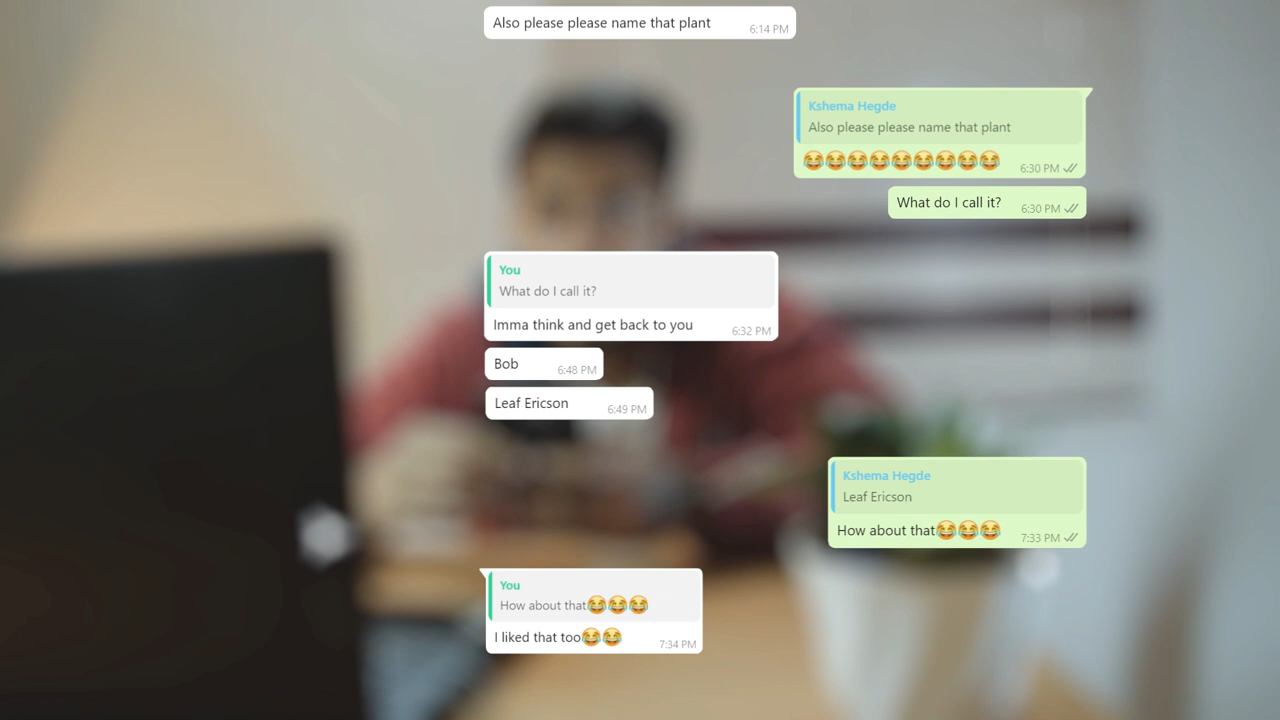 Also please please name that plant
6:14 PM
Kshema Hegde
Also please please name that plant
😂😂😂😂😂😂😂😂😂
6:30 PM
What do I call it?
6:30 PM
You
What do I call it?
Imma think and get back to you
6:32 PM
Bob
6:48 PM
Leaf Ericson
6:49 PM
Kshema Hegde
Leaf Ericson
How about that😂😂😂
7:33 PM
You
How about that😂😂😂
I liked that too😂😂
7:34 PM